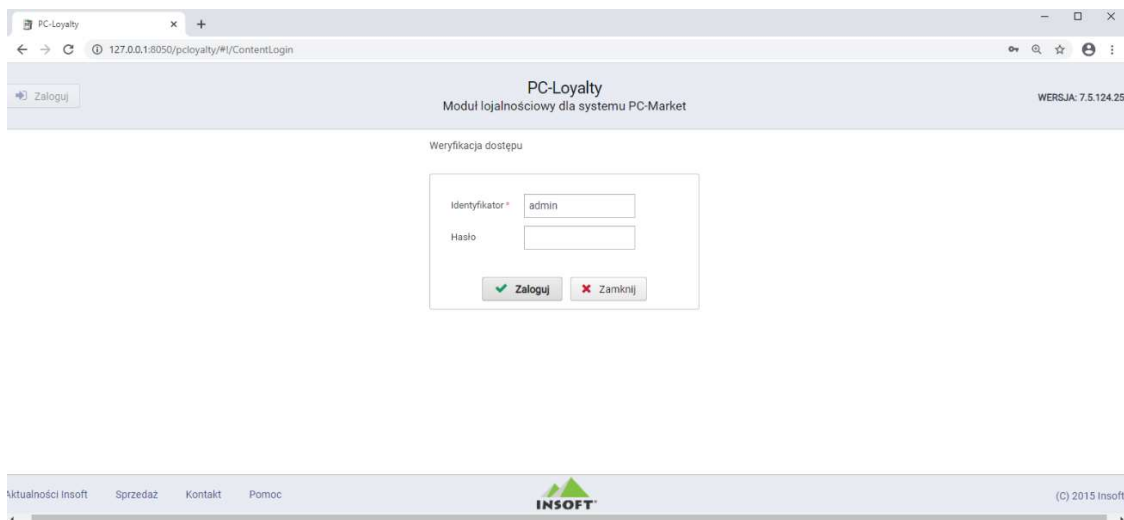 PC-Loyalty
127.0.0.1:8050/pcloyalty/#!/ContentLogin
Zaloguj
PC-Loyalty
Moduł lojalnościowy dla systemu PC-Market
WERSJA: 7.5.124.25
Weryfikacja dostępu
Identyfikator * admin
Hasło
Zaloguj Zamknij
Aktualności Insoft Sprzedaż Kontakt Pomoc INSOFT (C) 2015 Insoft